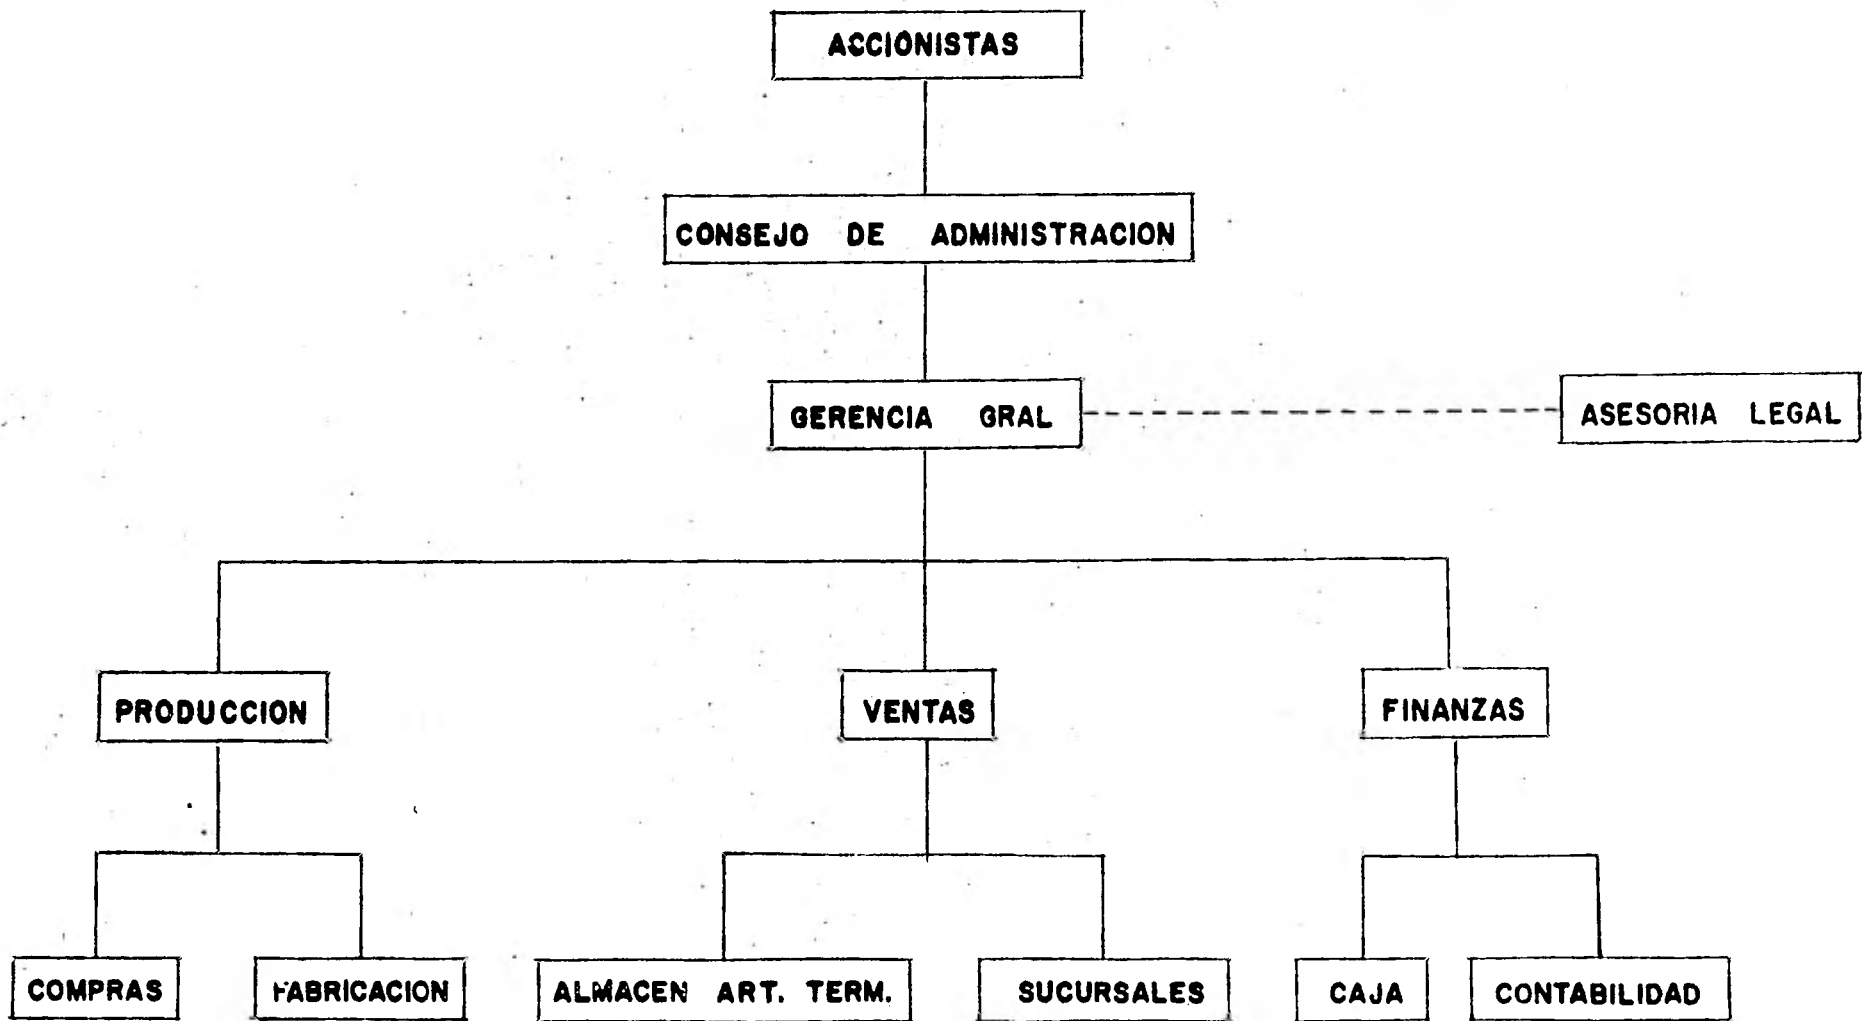 ACCIONISTAS
CONSEJO DE ADMINISTRACION
GERENCIA GRAL
ASESORIA LEGAL
PRODUCCION
VENTAS
FINANZAS
COMPRAS
FABRICACION
ALMACEN ART. TERM.
SUCURSALES
CAJA
CONTABILIDAD